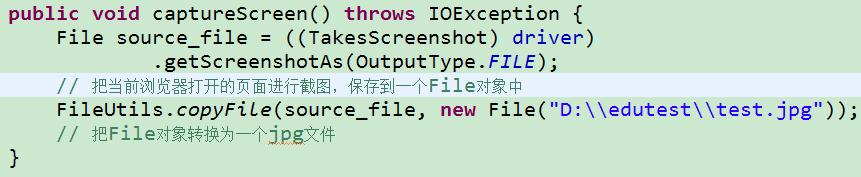 public void captureScreen() throws IOException {
File source_file = ((TakesScreenshot) driver)
.getScreenshotAs(OutputType.FILE);
// 把当前浏览器打开的页面进行截图，保存到一个File对象中
FileUtils.copyFile(source_file, new File("D:\\edutest\\test.jpg"));
// 把File对象转换为一个jpg文件
}